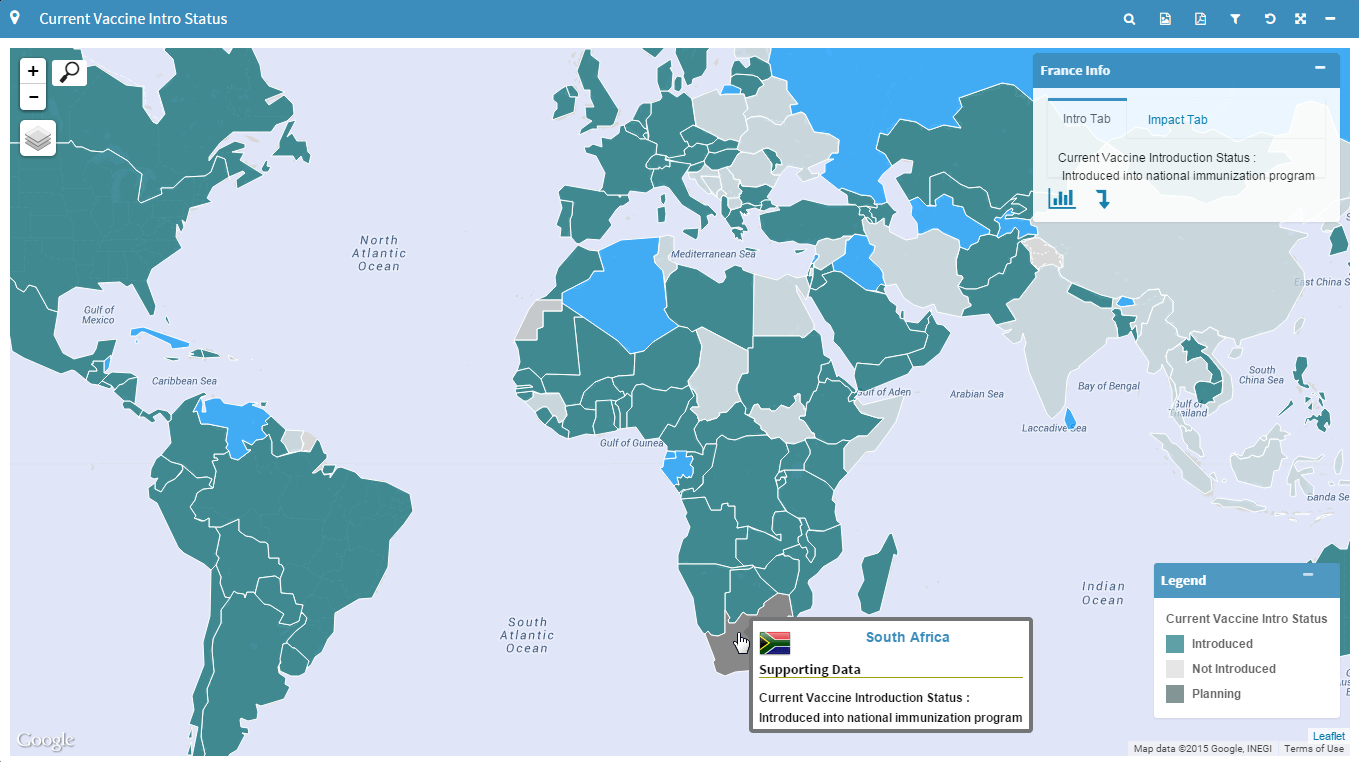 Current Vaccine Intro Status
+
−
France Info
Intro Tab
Impact Tab
Current Vaccine Introduction Status :
Introduced into national immunization program
North
Atlantic
Ocean
Mediterranean Sea
Gulf of
Mexico
East China S
Caribbean Sea
South
China Sea
Gulf of Aden
Arabian Sea
Bay of Bengal
Gulf of
Thailand
Laccadive Sea
Gulf of Guinea
Banda Se
Indian
Ocean
South
Atlantic
Ocean
South Africa
Supporting Data
Current Vaccine Introduction Status :
Introduced into national immunization program
Legend
Current Vaccine Intro Status
Introduced
Not Introduced
Planning
Google
Leaflet
Map data ©2015 Google, INEGI
Terms of Use